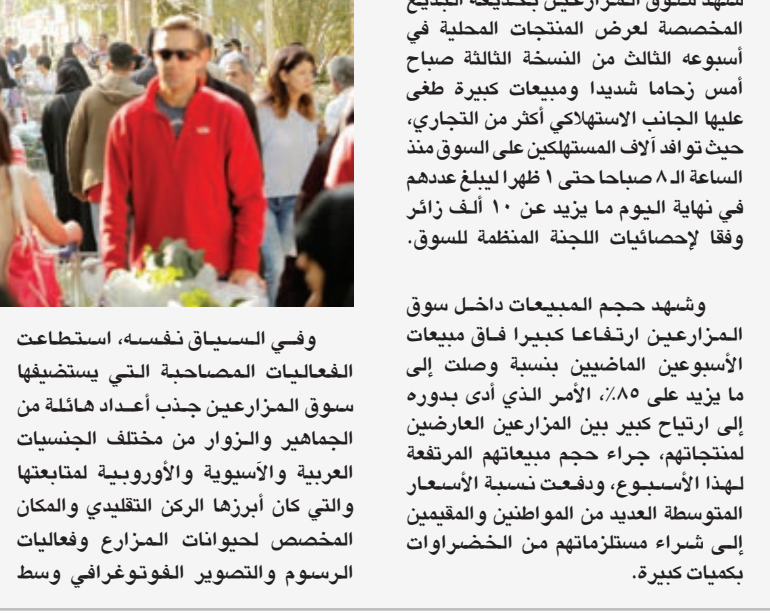 شهد سوق المزارعين بحديقة البديع
المخصصة لعرض المنتجات المحلية في
أسبوعه الثالث من النسخة الثالثة صباح
أمس زحاما شديدا ومبيعات كبيرة طغى
عليها الجانب الاستهلاكي أكثر من التجاري،
حيث توافد آلاف المستهلكين على السوق منذ
الساعة الـ ٨ صباحا حتى ١ ظهرا ليبلغ عددهم
في نهاية اليوم ما يزيد عن ١٠ ألف زائر
وفقا لإحصائيات اللجنة المنظمة للسوق.
وشهد حجم المبيعات داخل سوق
المزارعين ارتفاعا كبيرا فاق مبيعات
الأسبوعين الماضيين بنسبة وصلت إلى
ما يزيد على ٨٥٪، الأمر الذي أدى بدوره
إلى ارتياح كبير بين المزارعين العارضين
لمنتجاتهم، جراء حجم مبيعاتهم المرتفعة
لهذا الأسبوع، ودفعت نسبة الأسعار
المتوسطة العديد من المواطنين والمقيمين
إلى شراء مستلزماتهم من الخضراوات
بكميات كبيرة.
وفي السياق نفسه، استطاعت
الفعاليات المصاحبة التي يستضيفها
سوق المزارعين جذب أعداد هائلة من
الجماهير والزوار من مختلف الجنسيات
العربية والآسيوية والأوروبية لمتابعتها
والتي كان أبرزها الركن التقليدي والمكان
المخصص لحيوانات المزارع وفعاليات
الرسوم والتصوير الفوتوغرافي وسط